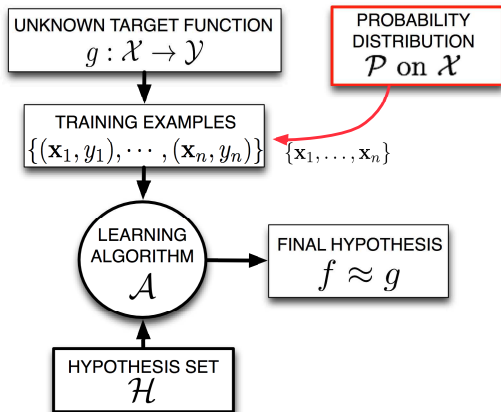 UNKNOWN TARGET FUNCTION
g : 𝒳 → 𝒴
PROBABILITY
DISTRIBUTION
𝒫 on 𝒳
TRAINING EXAMPLES
{(x₁, y₁), ⋯ , (xₙ, yₙ)}
{x₁, . . . , xₙ}
LEARNING
ALGORITHM
𝒜
FINAL HYPOTHESIS
f ≈ g
HYPOTHESIS SET
ℋ